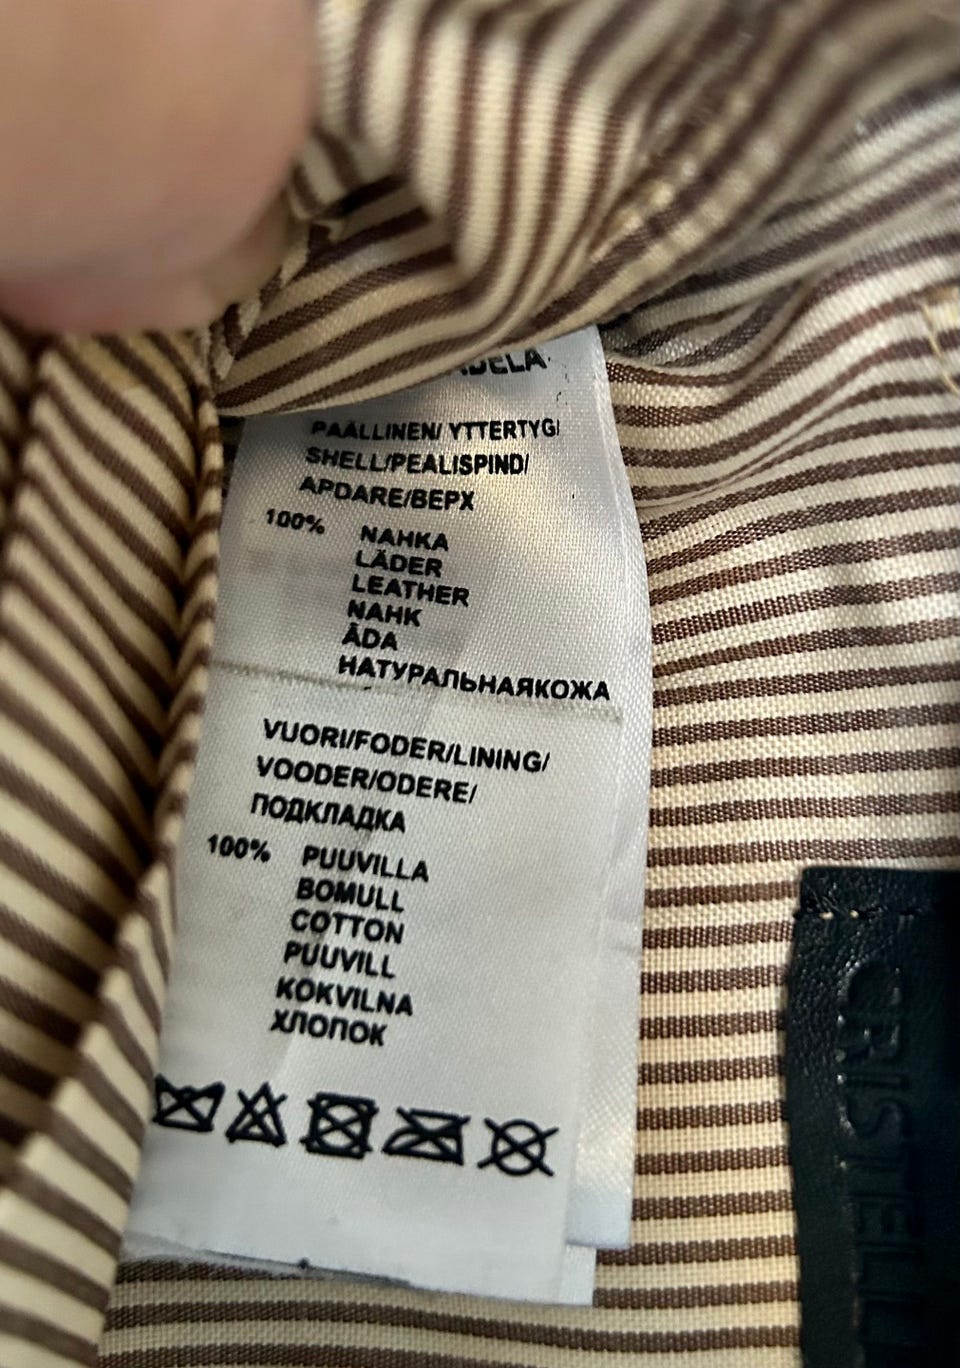 PÄÄLLINEN/ YTTERTYG/
SHELL/PEALISPIND/
APDARE/ВЕРХ
100% NAHKA
LÄDER
LEATHER
NAHK
ĀDA
НАТУРАЛЬНАЯКОЖА
VUORI/FODER/LINING/
VOODER/ODERE/
ПОДКЛАДКА
100% PUUVILLA
BOMULL
COTTON
PUUVILL
KOKVILNA
ХЛОПОК